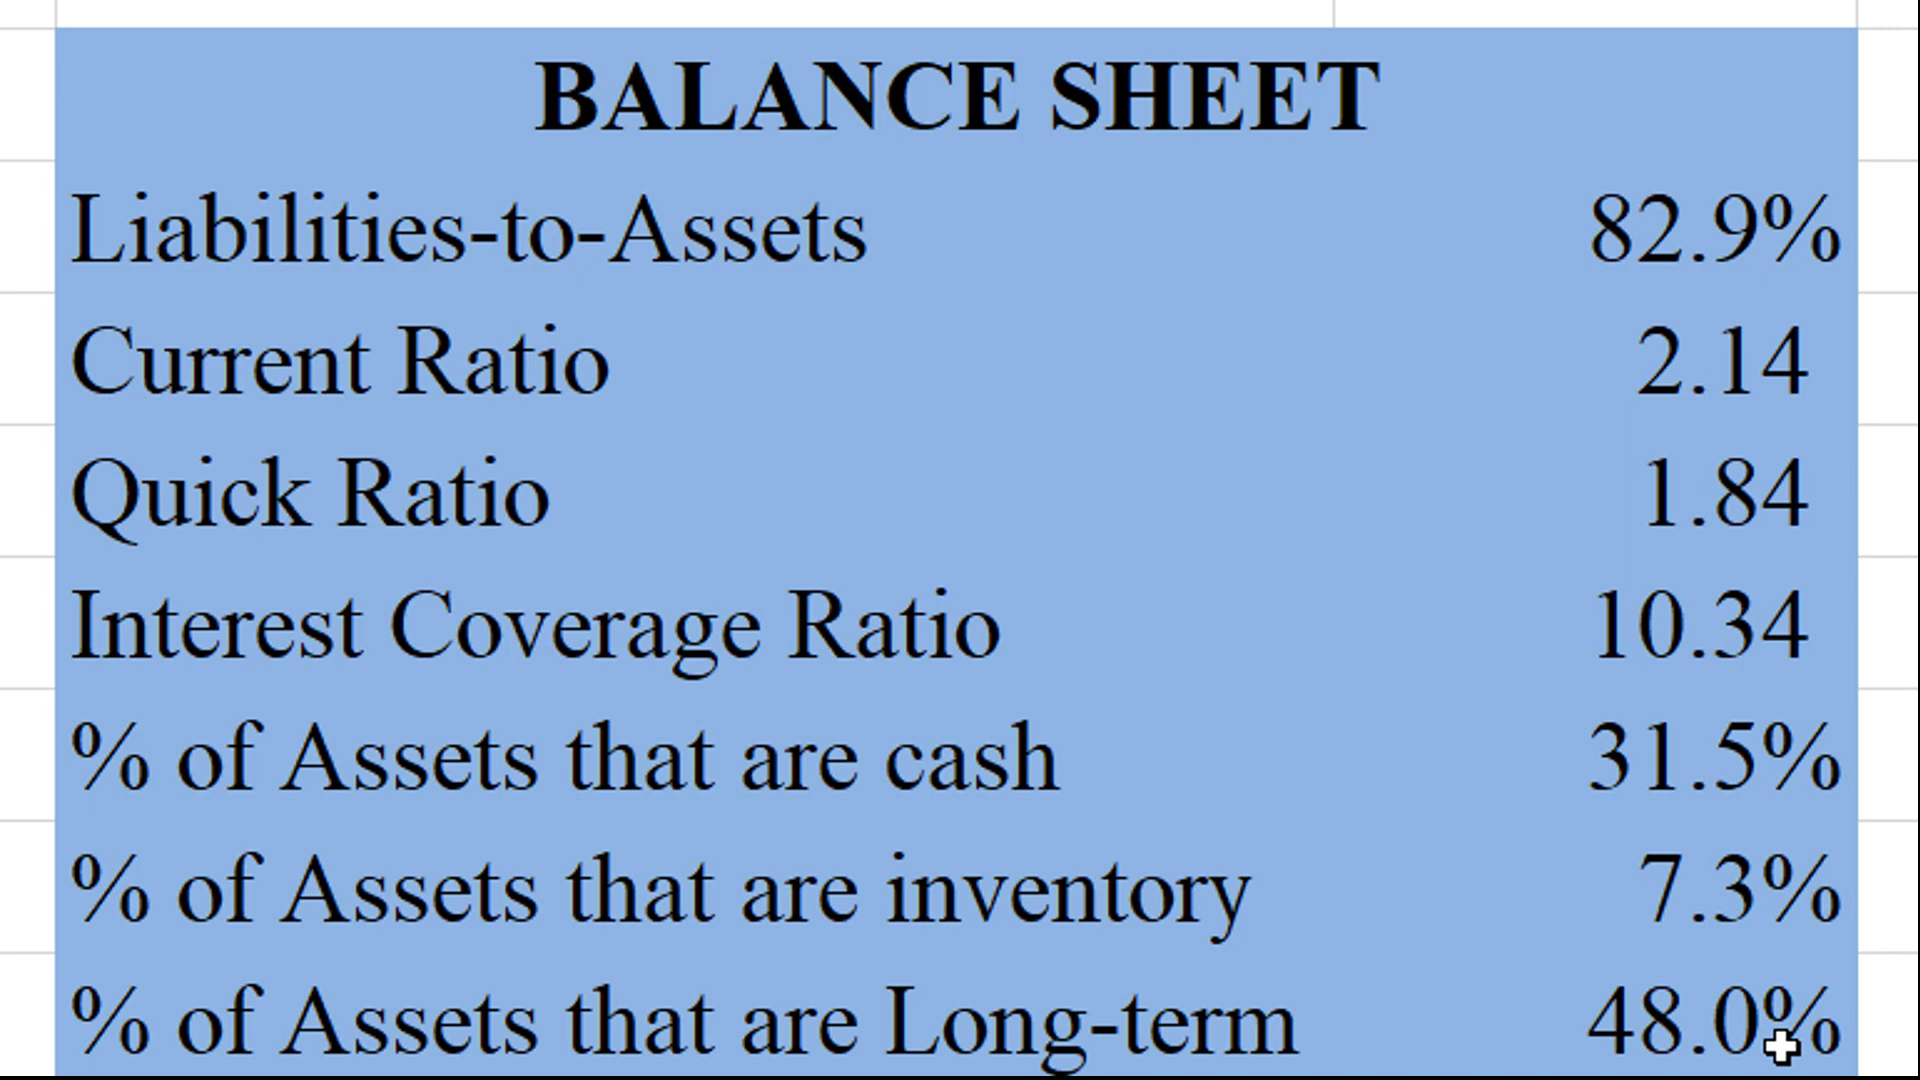 BALANCE SHEET
Liabilities-to-Assets 82.9%
Current Ratio 2.14
Quick Ratio 1.84
Interest Coverage Ratio 10.34
% of Assets that are cash 31.5%
% of Assets that are inventory 7.3%
% of Assets that are Long-term 48.0%